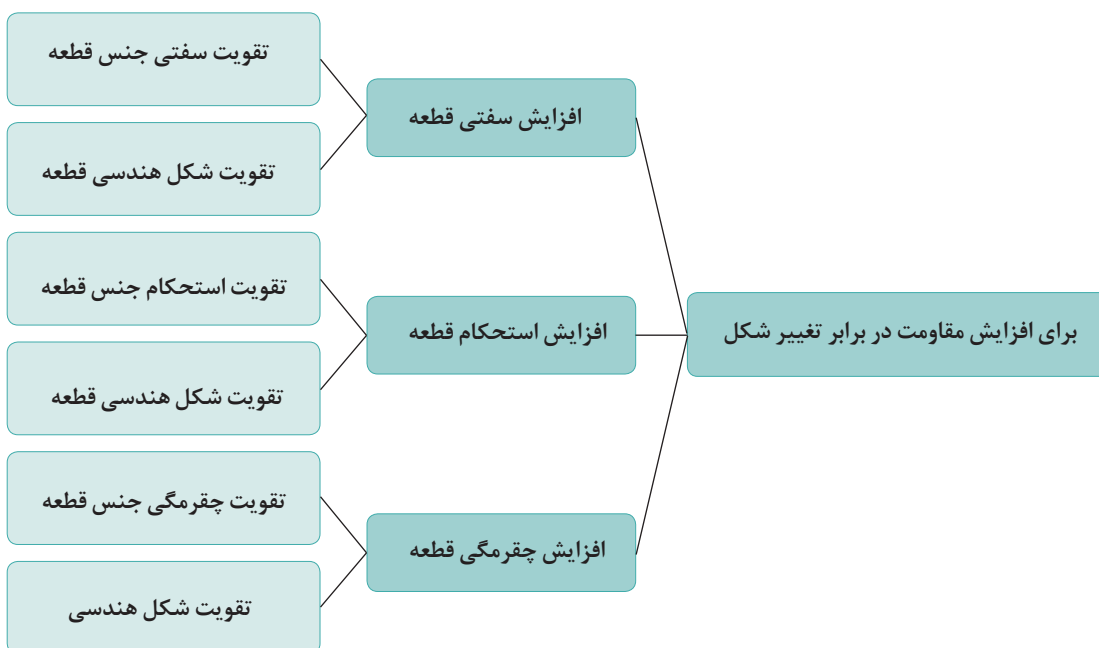 برای افزایش مقاومت در برابر تغییر شکل
افزایش سفتی قطعه
تقویت سفتی جنس قطعه
تقویت شکل هندسی قطعه
افزایش استحکام قطعه
تقویت استحکام جنس قطعه
تقویت شکل هندسی قطعه
افزایش چقرمگی قطعه
تقویت چقرمگی جنس قطعه
تقویت شکل هندسی